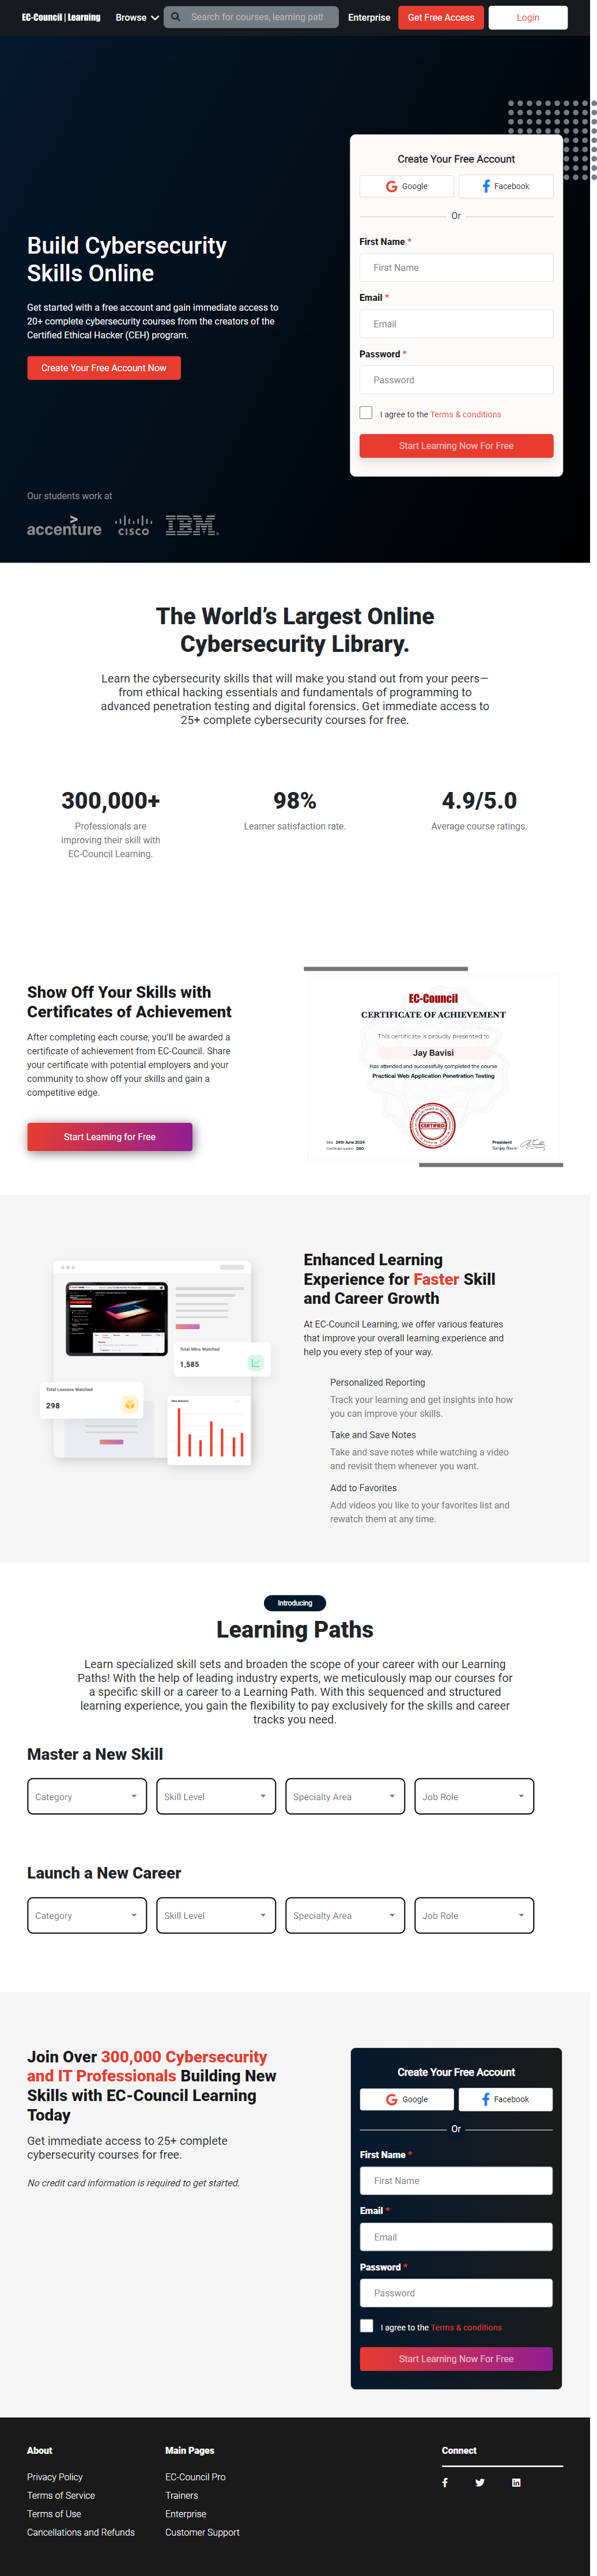 EC-Council | Learning
Browse
Search for courses, learning patl
Enterprise
Get Free Access
Login
Build Cybersecurity
Skills Online
Get started with a free account and gain immediate access to
20+ complete cybersecurity courses from the creators of the
Certified Ethical Hacker (CEH) program.
Create Your Free Account Now
Our students work at
accenture
CISCO
IBM
Create Your Free Account
Google
Facebook
Or
First Name *
First Name
Email *
Email
Password *
Password
I agree to the Terms & conditions
Start Learning Now For Free
The World's Largest Online
Cybersecurity Library.
Learn the cybersecurity skills that will make you stand out from your peers—
from ethical hacking essentials and fundamentals of programming to
advanced penetration testing and digital forensics. Get immediate access to
25+ complete cybersecurity courses for free.
300,000+
Professionals are
improving their skill with
EC-Council Learning.
98%
Learner satisfaction rate.
4.9/5.0
Average course ratings.
Show Off Your Skills with
Certificates of Achievement
After completing each course, you'll be awarded a
certificate of achievement from EC-Council. Share
your certificate with potential employers and your
community to show off your skills and gain a
competitive edge.
Start Learning for Free
EC-Council
CERTIFICATE OF ACHIEVEMENT
This certificate is proudly presented to
Jay Bavisi
Has attended and successfully completed the course
Practical Web Application Penetration Testing
CERTIFIED
Date 24th June 2024
Certificate number 290
President
Sanjay Bavisi
Enhanced Learning
Experience for Faster Skill
and Career Growth
At EC-Council Learning, we offer various features
that improve your overall learning experience and
help you every step of your way.
Personalized Reporting
Track your learning and get insights into how
you can improve your skills.
Take and Save Notes
Take and save notes while watching a video
and revisit them whenever you want.
Add to Favorites
Add videos you like to your favorites list and
rewatch them at any time.
Total Mins Watched
1,585
Total Lessons Watched
298
Introducing
Learning Paths
Learn specialized skill sets and broaden the scope of your career with our Learning
Paths! With the help of leading industry experts, we meticulously map our courses for
a specific skill or a career to a Learning Path. With this sequenced and structured
learning experience, you gain the flexibility to pay exclusively for the skills and career
tracks you need.
Master a New Skill
Category
Skill Level
Specialty Area
Job Role
Launch a New Career
Category
Skill Level
Specialty Area
Job Role
Join Over 300,000 Cybersecurity
and IT Professionals Building New
Skills with EC-Council Learning
Today
Get immediate access to 25+ complete
cybersecurity courses for free.
No credit card information is required to get started.
Create Your Free Account
Google
Facebook
Or
First Name *
First Name
Email *
Email
Password *
Password
I agree to the Terms & conditions
Start Learning Now For Free
About
Privacy Policy
Terms of Service
Terms of Use
Cancellations and Refunds
Main Pages
EC-Council Pro
Trainers
Enterprise
Customer Support
Connect